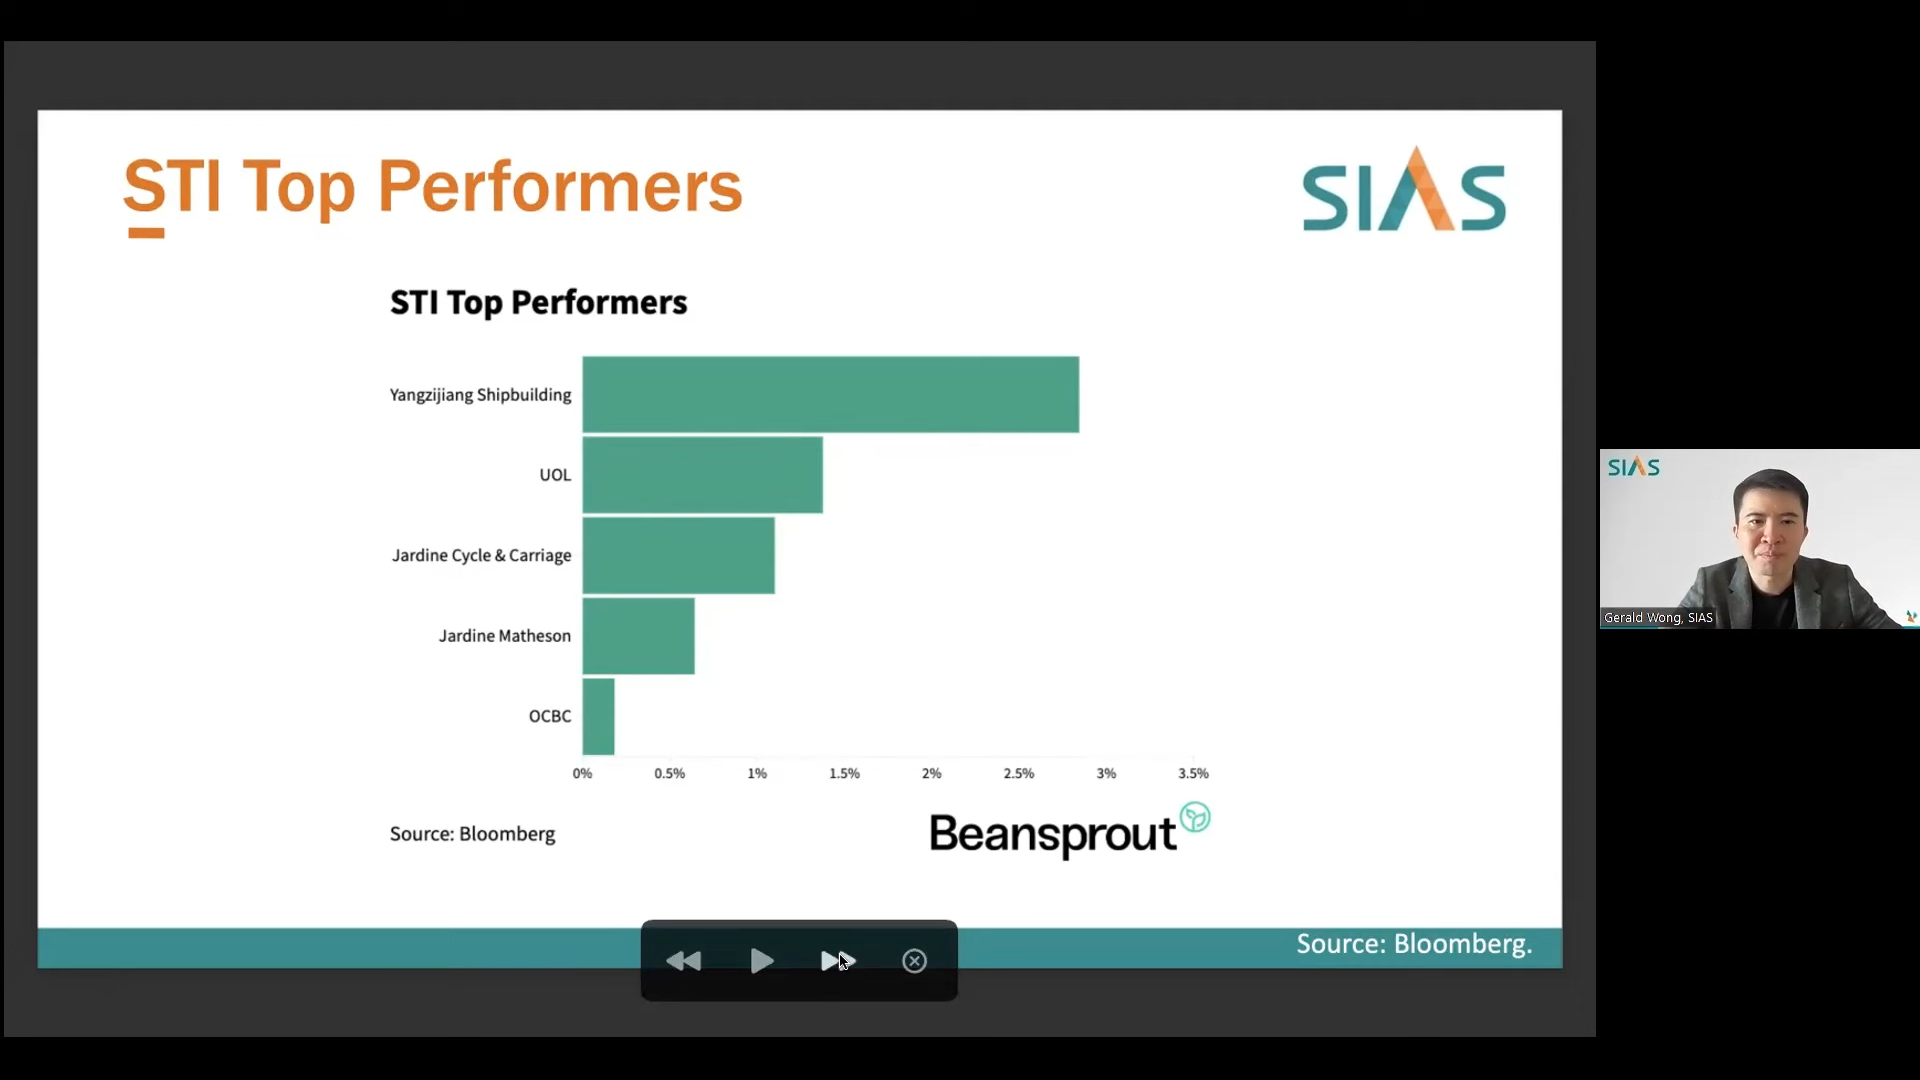 STI Top Performers
SIAS
STI Top Performers
Yangzijiang Shipbuilding
UOL
Jardine Cycle & Carriage
Jardine Matheson
OCBC
0% 0.5% 1% 1.5% 2% 2.5% 3% 3.5%
Source: Bloomberg
Beansprout
Source: Bloomberg.
SIAS
Gerald Wong, SIAS